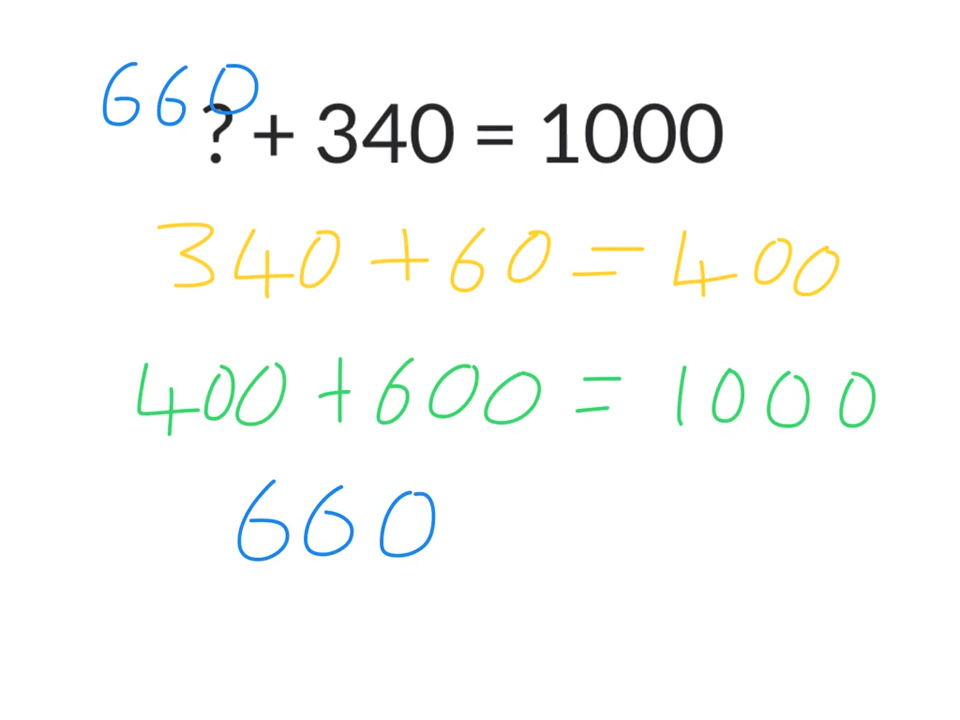 660
? + 340 = 1000
340 + 60 = 400
400 + 600 = 1000
660